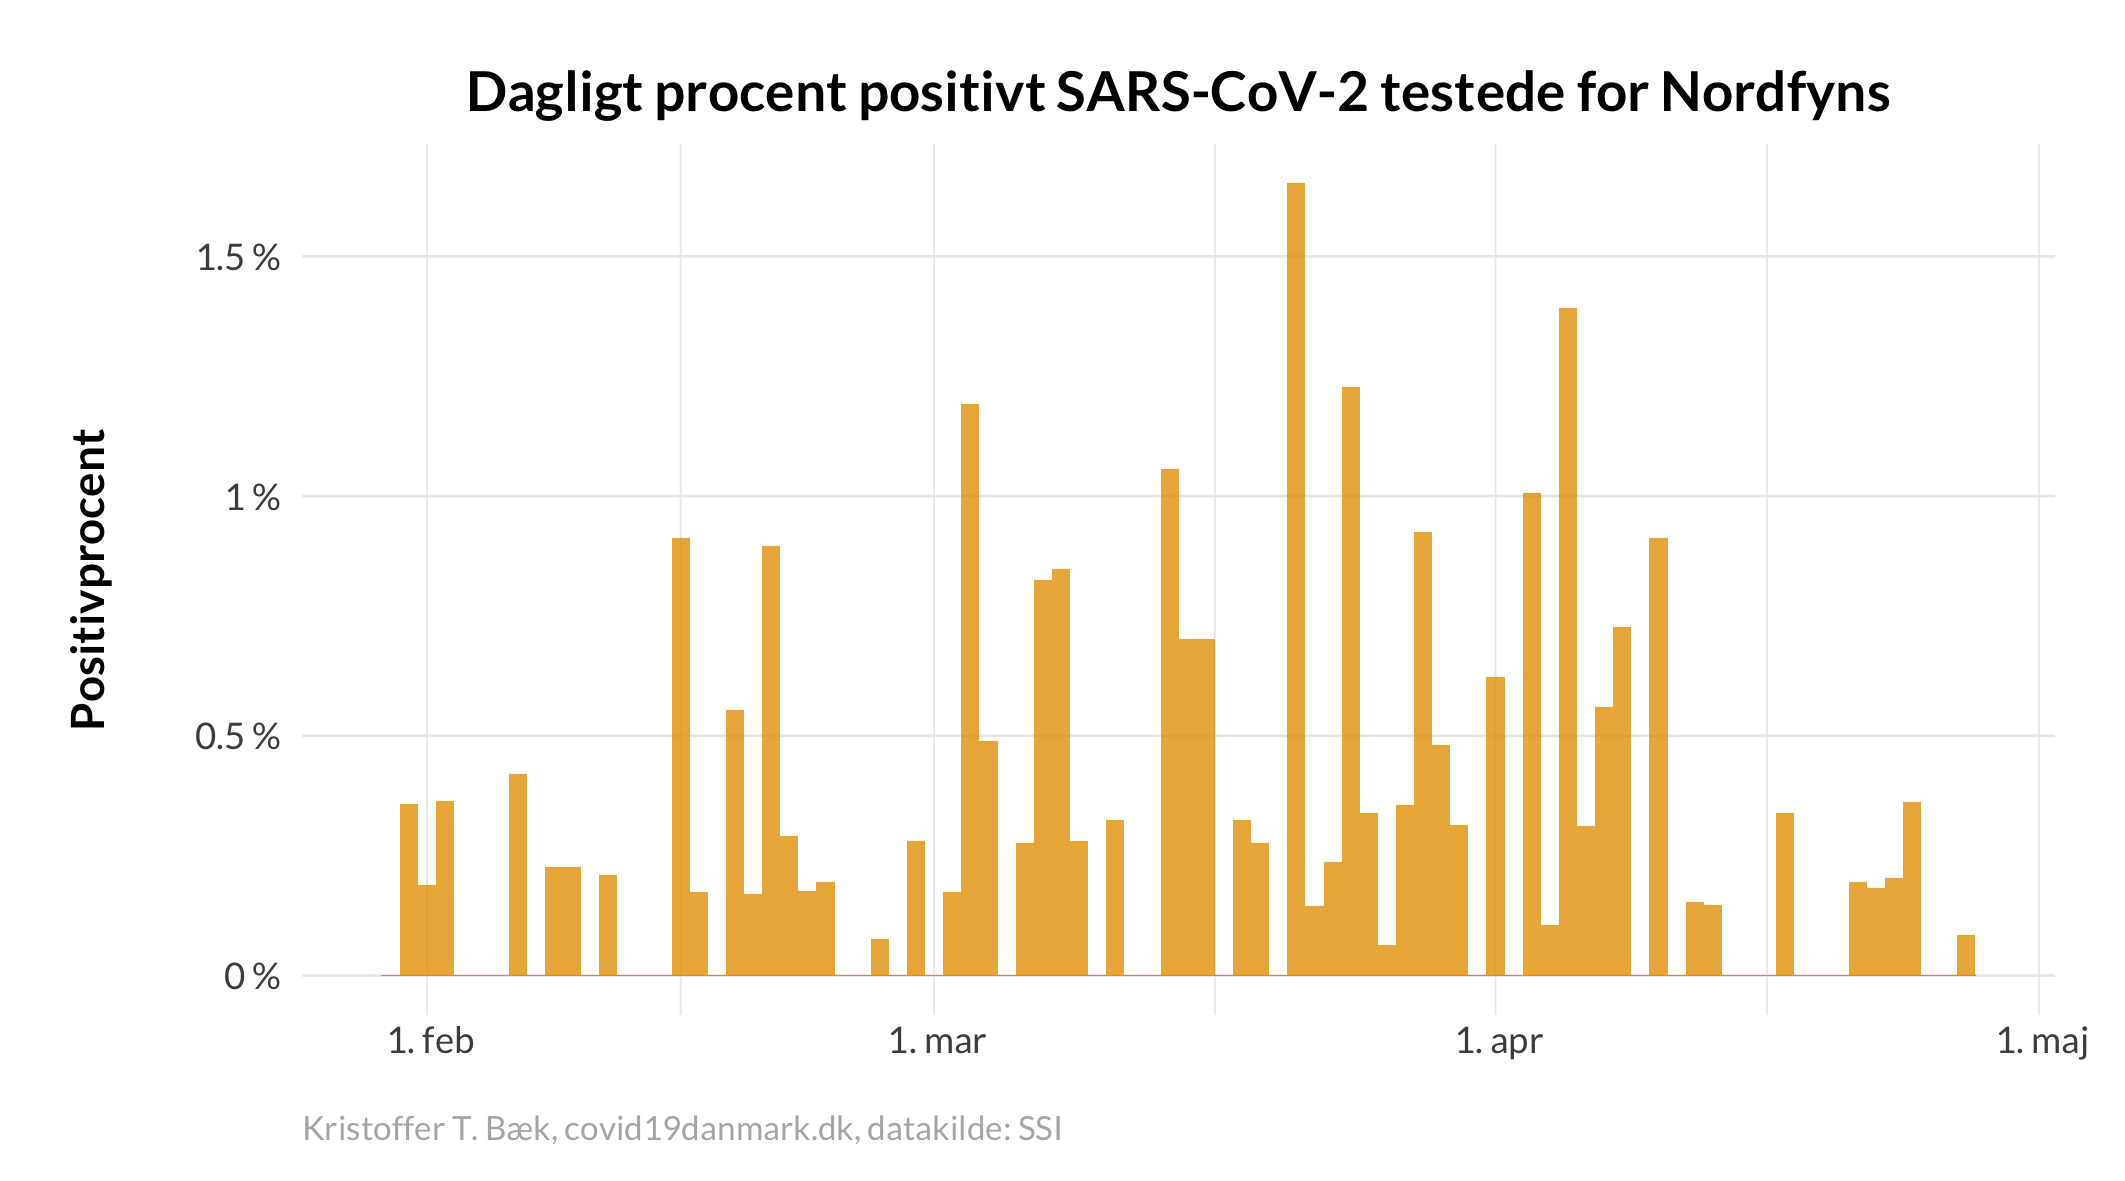 Dagligt procent positivt SARS-CoV-2 testede for Nordfyns
Positivprocent
1.5 %
1 %
0.5 %
0 %
1. feb
1. mar
1. apr
1. maj
Kristoffer T. Bæk, covid19danmark.dk, datakilde: SSI